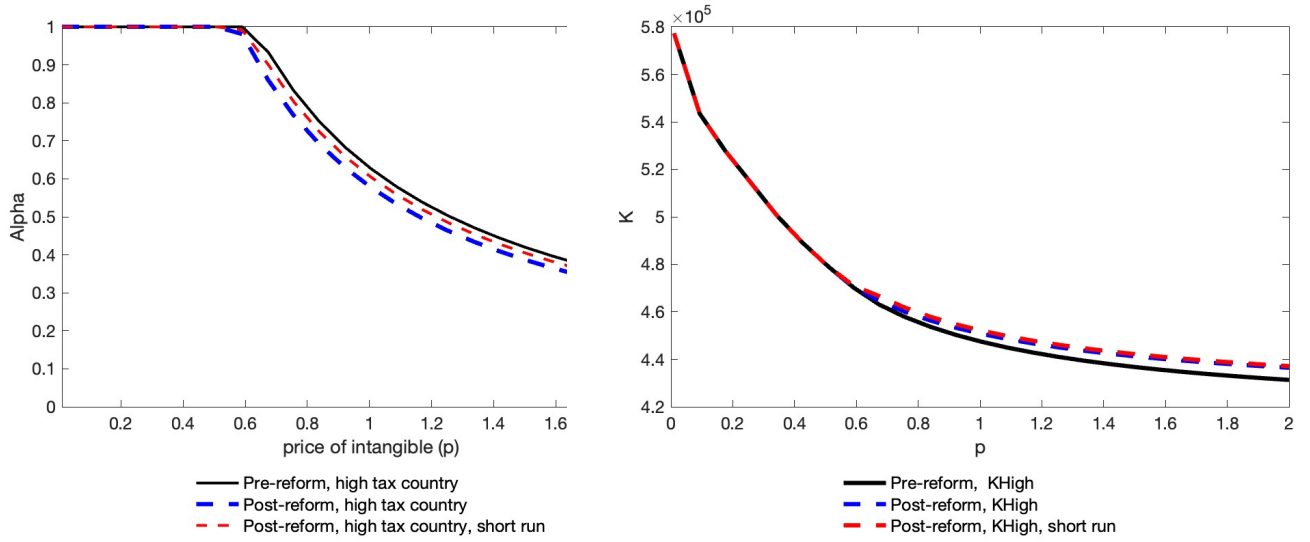 1
0.9
0.8
0.7
0.6
0.5
0.4
0.3
0.2
0.1
0
Alpha
0.2 0.4 0.6 0.8 1 1.2 1.4 1.6
price of intangible (p)
Pre-reform, high tax country
Post-reform, high tax country
Post-reform, high tax country, short run
×10⁵
5.8
5.6
5.4
5.2
5
4.8
4.6
4.4
4.2
K
0 0.2 0.4 0.6 0.8 1 1.2 1.4 1.6 1.8 2
p
Pre-reform, KHigh
Post-reform, KHigh
Post-reform, KHigh, short run